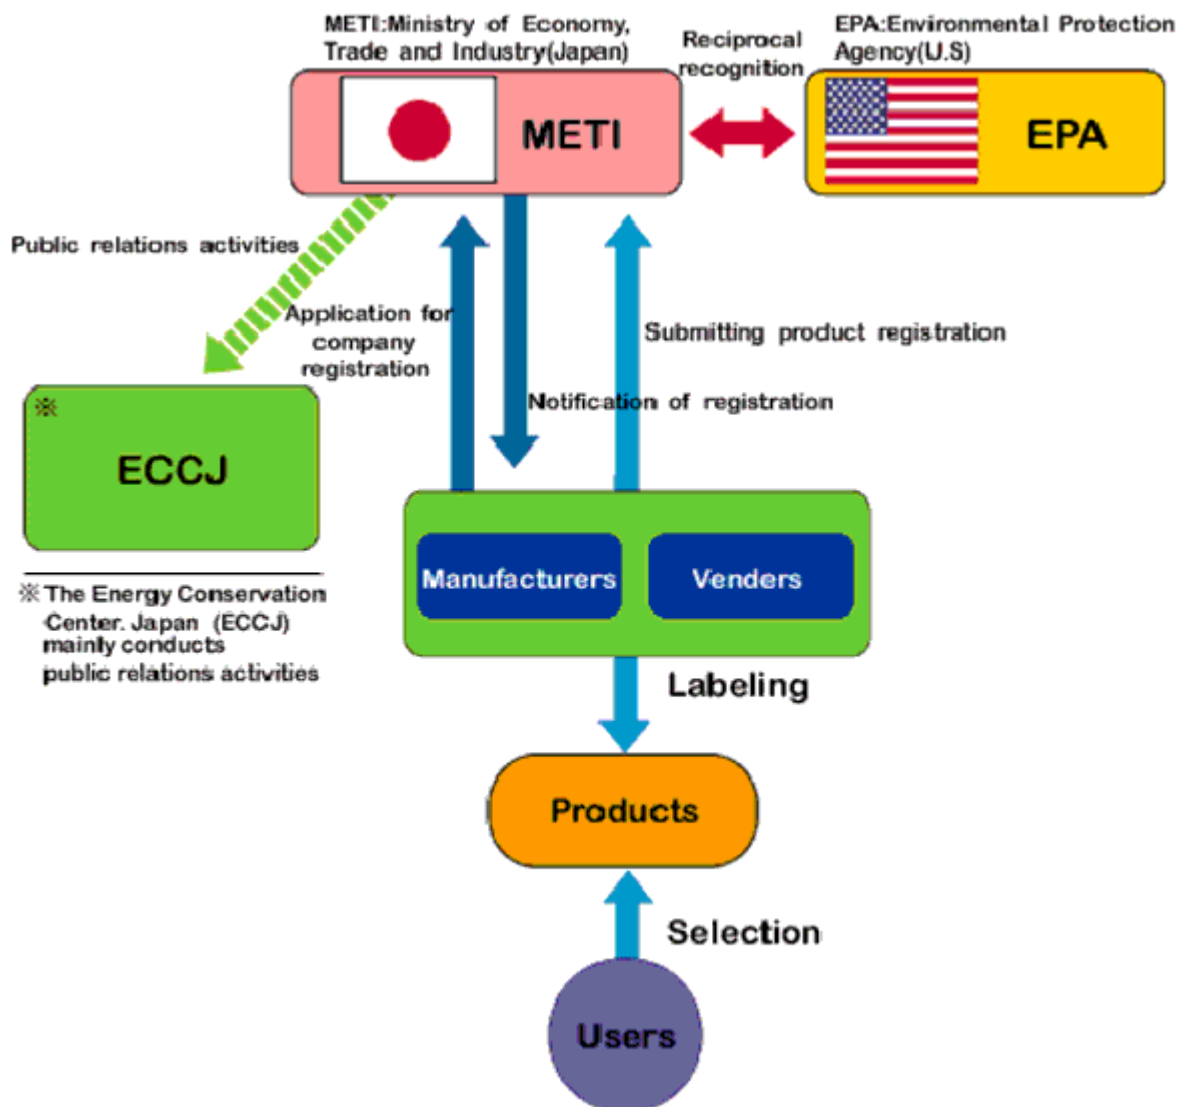 METI:Ministry of Economy,
Trade and Industry(Japan)
Reciprocal
recognition
EPA:Environmental Protection
Agency(U.S)
METI
EPA
Public relations activities
Application for
company
registration
Submitting product registration
Notification of registration
※
ECCJ
Manufacturers
Venders
※The Energy Conservation
Center. Japan (ECCJ)
mainly conducts
public relations activities
Labeling
Products
Selection
Users